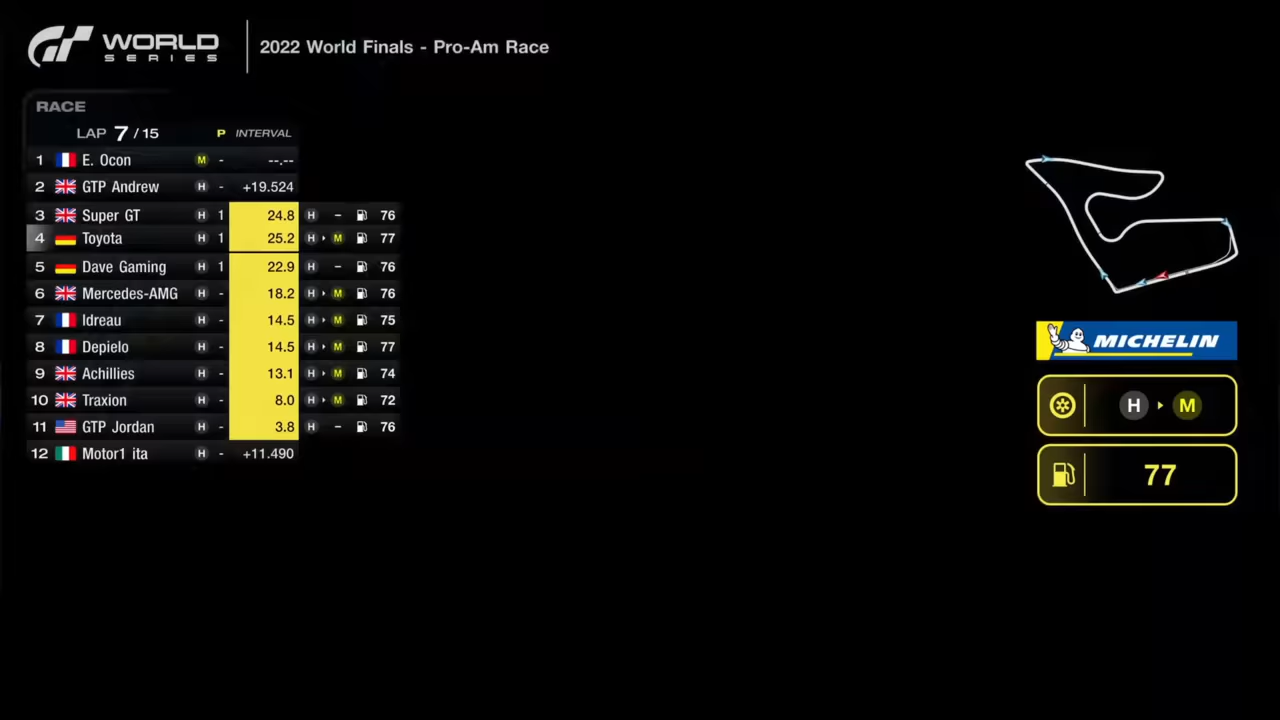 GT WORLD SERIES
2022 World Finals - Pro-Am Race
RACE
LAP 7 / 15 P INTERVAL
1 E. Ocon M - --.--
2 GTP Andrew H - +19.524
3 Super GT H 1 24.8 H – 76
4 Toyota H 1 25.2 H M 77
5 Dave Gaming H 1 22.9 H – 76
6 Mercedes-AMG H - 18.2 H M 76
7 Idreau H - 14.5 H M 75
8 Depielo H - 14.5 H M 77
9 Achillies H - 13.1 H M 74
10 Traxion H - 8.0 H M 72
11 GTP Jordan H - 3.8 H – 76
12 Motor1 ita H - +11.490
MICHELIN
H M
77